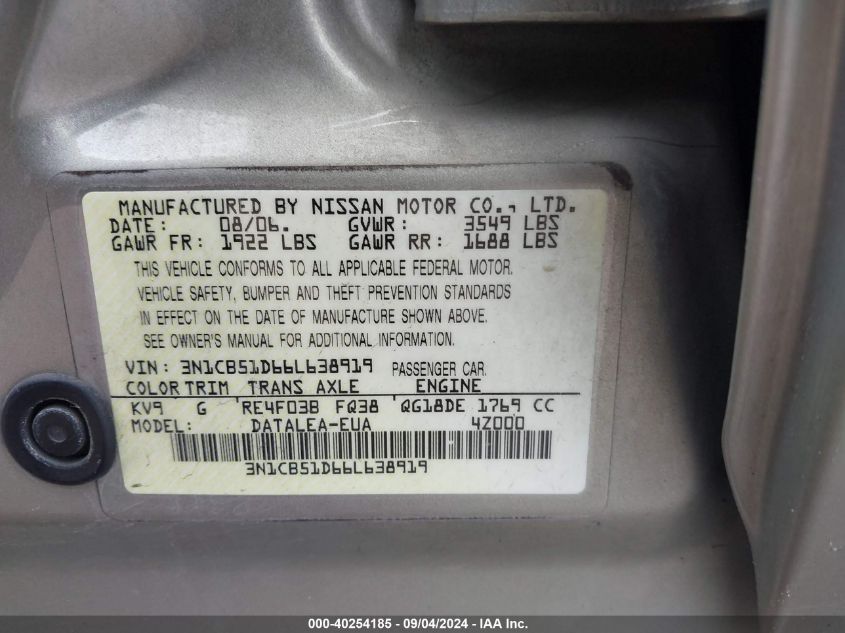 MANUFACTURED BY NISSAN MOTOR CO., LTD.
DATE: 08/06. GVWR: 3549 LBS
GAWR FR: 1922 LBS GAWR RR: 1688 LBS
THIS VEHICLE CONFORMS TO ALL APPLICABLE FEDERAL MOTOR.
VEHICLE SAFETY, BUMPER AND THEFT PREVENTION STANDARDS
IN EFFECT ON THE DATE OF MANUFACTURE SHOWN ABOVE.
SEE OWNER'S MANUAL FOR ADDITIONAL INFORMATION.
VIN: 3N1CB51D66L638919 PASSENGER CAR.
COLOR TRIM TRANS AXLE ENGINE
KV9 G RE4F03B FQ38 QG18DE 1769 CC
MODEL: DATALEA-EUA 4Z000
3N1CB51D66L638919
000-40254185 - 09/04/2024 - IAA Inc.